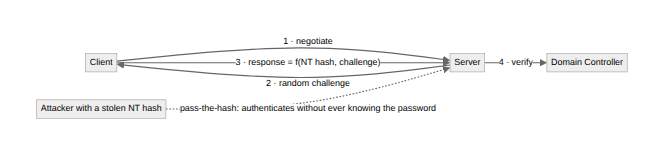 1 · negotiate
Client
3 · response = f(NT hash, challenge)
Server
4 · verify
Domain Controller
2 · random challenge
Attacker with a stolen NT hash
pass-the-hash: authenticates without ever knowing the password